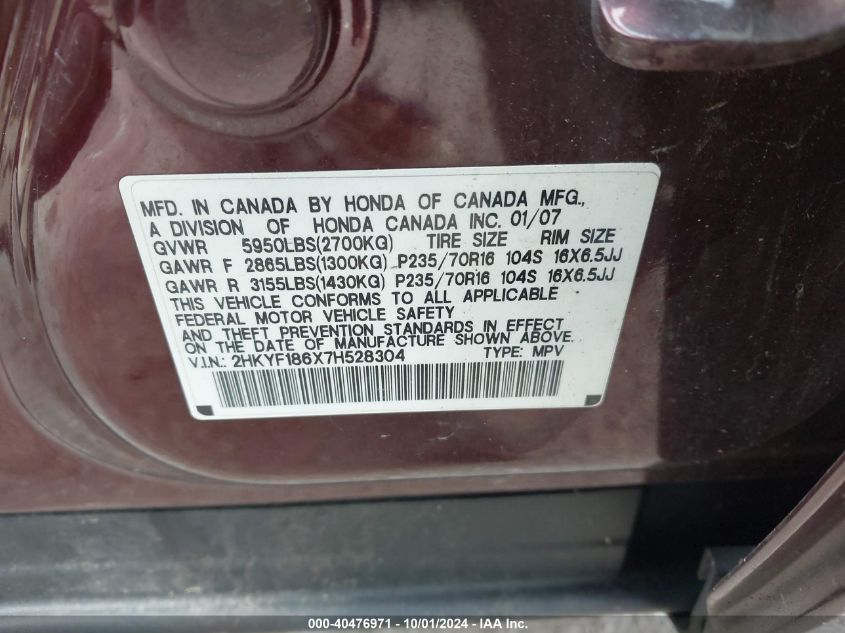 MFD. IN CANADA BY HONDA OF CANADA MFG.,
A DIVISION OF HONDA CANADA INC. 01/07
GVWR 5950LBS(2700KG) TIRE SIZE RIM SIZE
GAWR F 2865LBS(1300KG) P235/70R16 104S 16X6.5JJ
GAWR R 3155LBS(1430KG) P235/70R16 104S 16X6.5JJ
THIS VEHICLE CONFORMS TO ALL APPLICABLE
FEDERAL MOTOR VEHICLE SAFETY
AND THEFT PREVENTION STANDARDS IN EFFECT
ON THE DATE OF MANUFACTURE SHOWN ABOVE.
V.I.N.: 2HKYF186X7H528304 TYPE: MPV
000-40476971 - 10/01/2024 - IAA Inc.